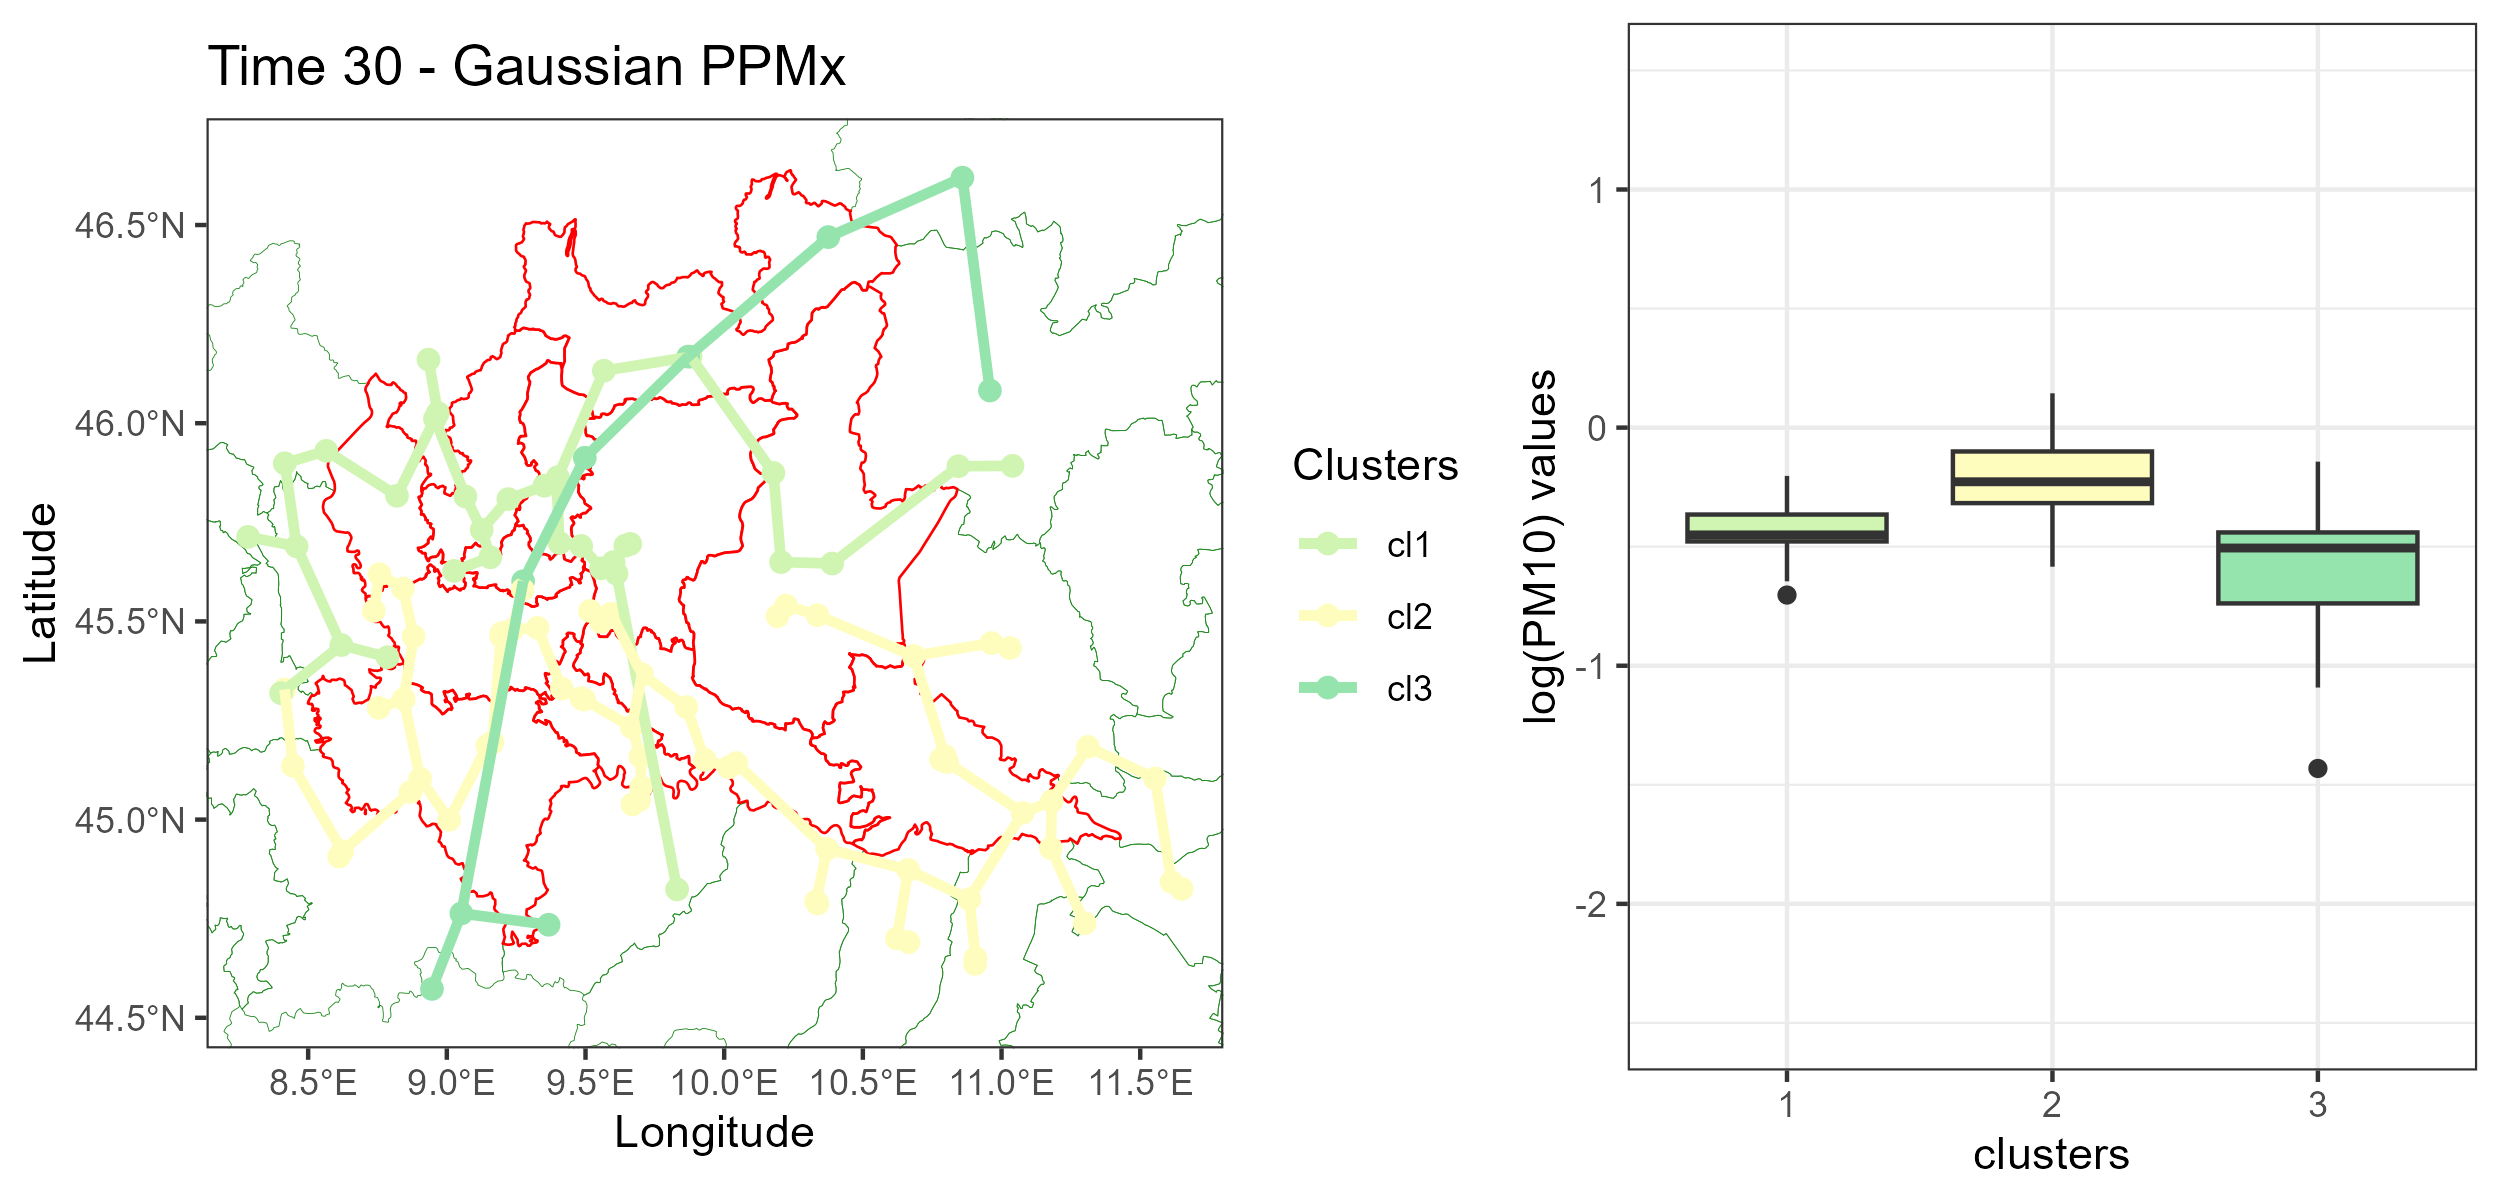 Time 30 - Gaussian PPMx
Latitude
46.5°N
46.0°N
45.5°N
45.0°N
44.5°N
8.5°E 9.0°E 9.5°E 10.0°E 10.5°E 11.0°E 11.5°E
Longitude
Clusters
cl1
cl2
cl3
log(PM10) values
1
0
-1
-2
1 2 3
clusters